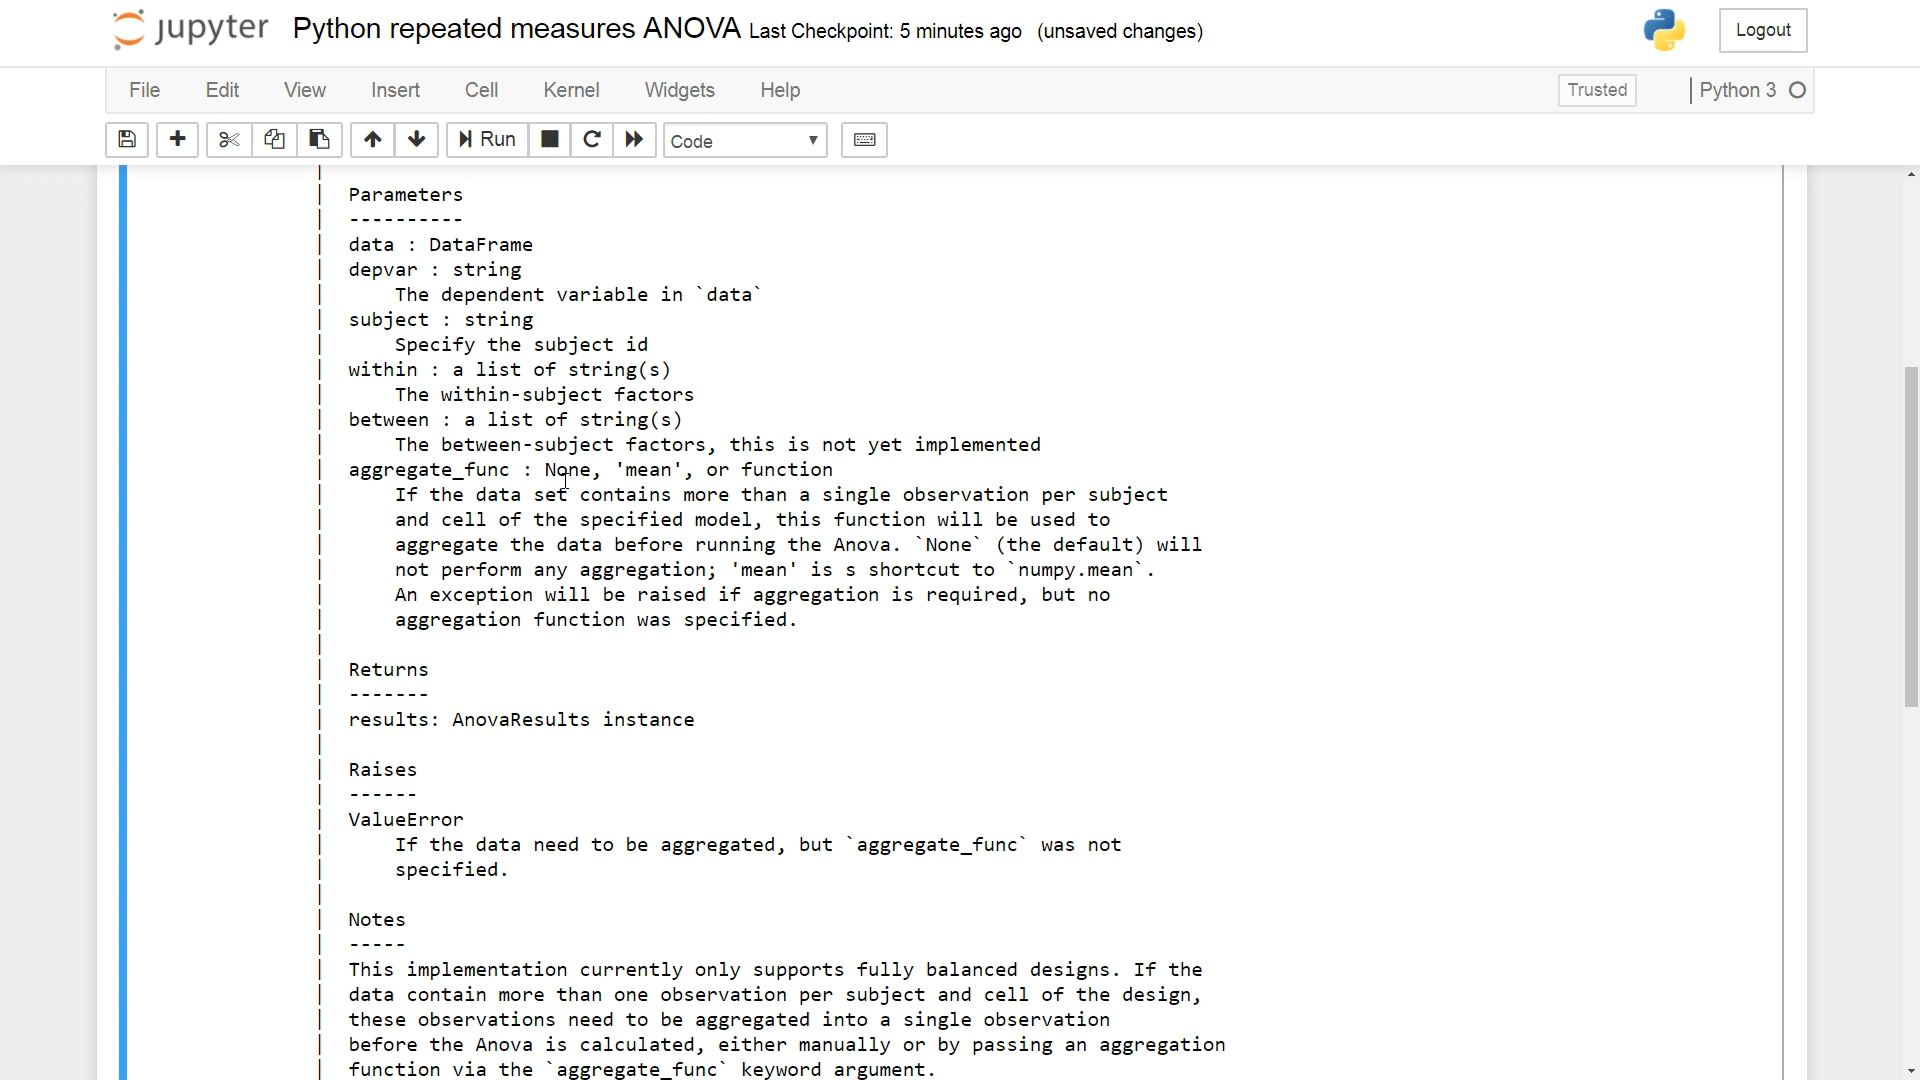 jupyter Python repeated measures ANOVA Last Checkpoint: 5 minutes ago (unsaved changes) Logout
File Edit View Insert Cell Kernel Widgets Help Trusted | Python 3
Run Code
Parameters
----------
data : DataFrame
depvar : string
The dependent variable in `data`
subject : string
Specify the subject id
within : a list of string(s)
The within-subject factors
between : a list of string(s)
The between-subject factors, this is not yet implemented
aggregate_func : None, 'mean', or function
If the data set contains more than a single observation per subject
and cell of the specified model, this function will be used to
aggregate the data before running the Anova. `None` (the default) will
not perform any aggregation; 'mean' is s shortcut to `numpy.mean`.
An exception will be raised if aggregation is required, but no
aggregation function was specified.
Returns
-------
results: AnovaResults instance
Raises
------
ValueError
If the data need to be aggregated, but `aggregate_func` was not
specified.
Notes
-----
This implementation currently only supports fully balanced designs. If the
data contain more than one observation per subject and cell of the design,
these observations need to be aggregated into a single observation
before the Anova is calculated, either manually or by passing an aggregation
function via the `aggregate_func` keyword argument.